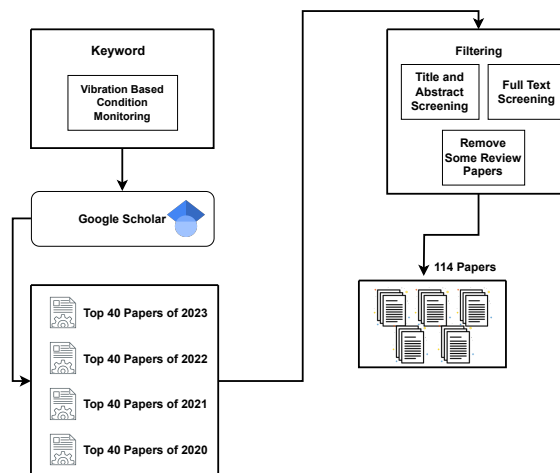 Keyword
Vibration Based
Condition
Monitoring
Google Scholar
Top 40 Papers of 2023
Top 40 Papers of 2022
Top 40 Papers of 2021
Top 40 Papers of 2020
Filtering
Title and
Abstract
Screening
Full Text
Screening
Remove
Some Review
Papers
114 Papers